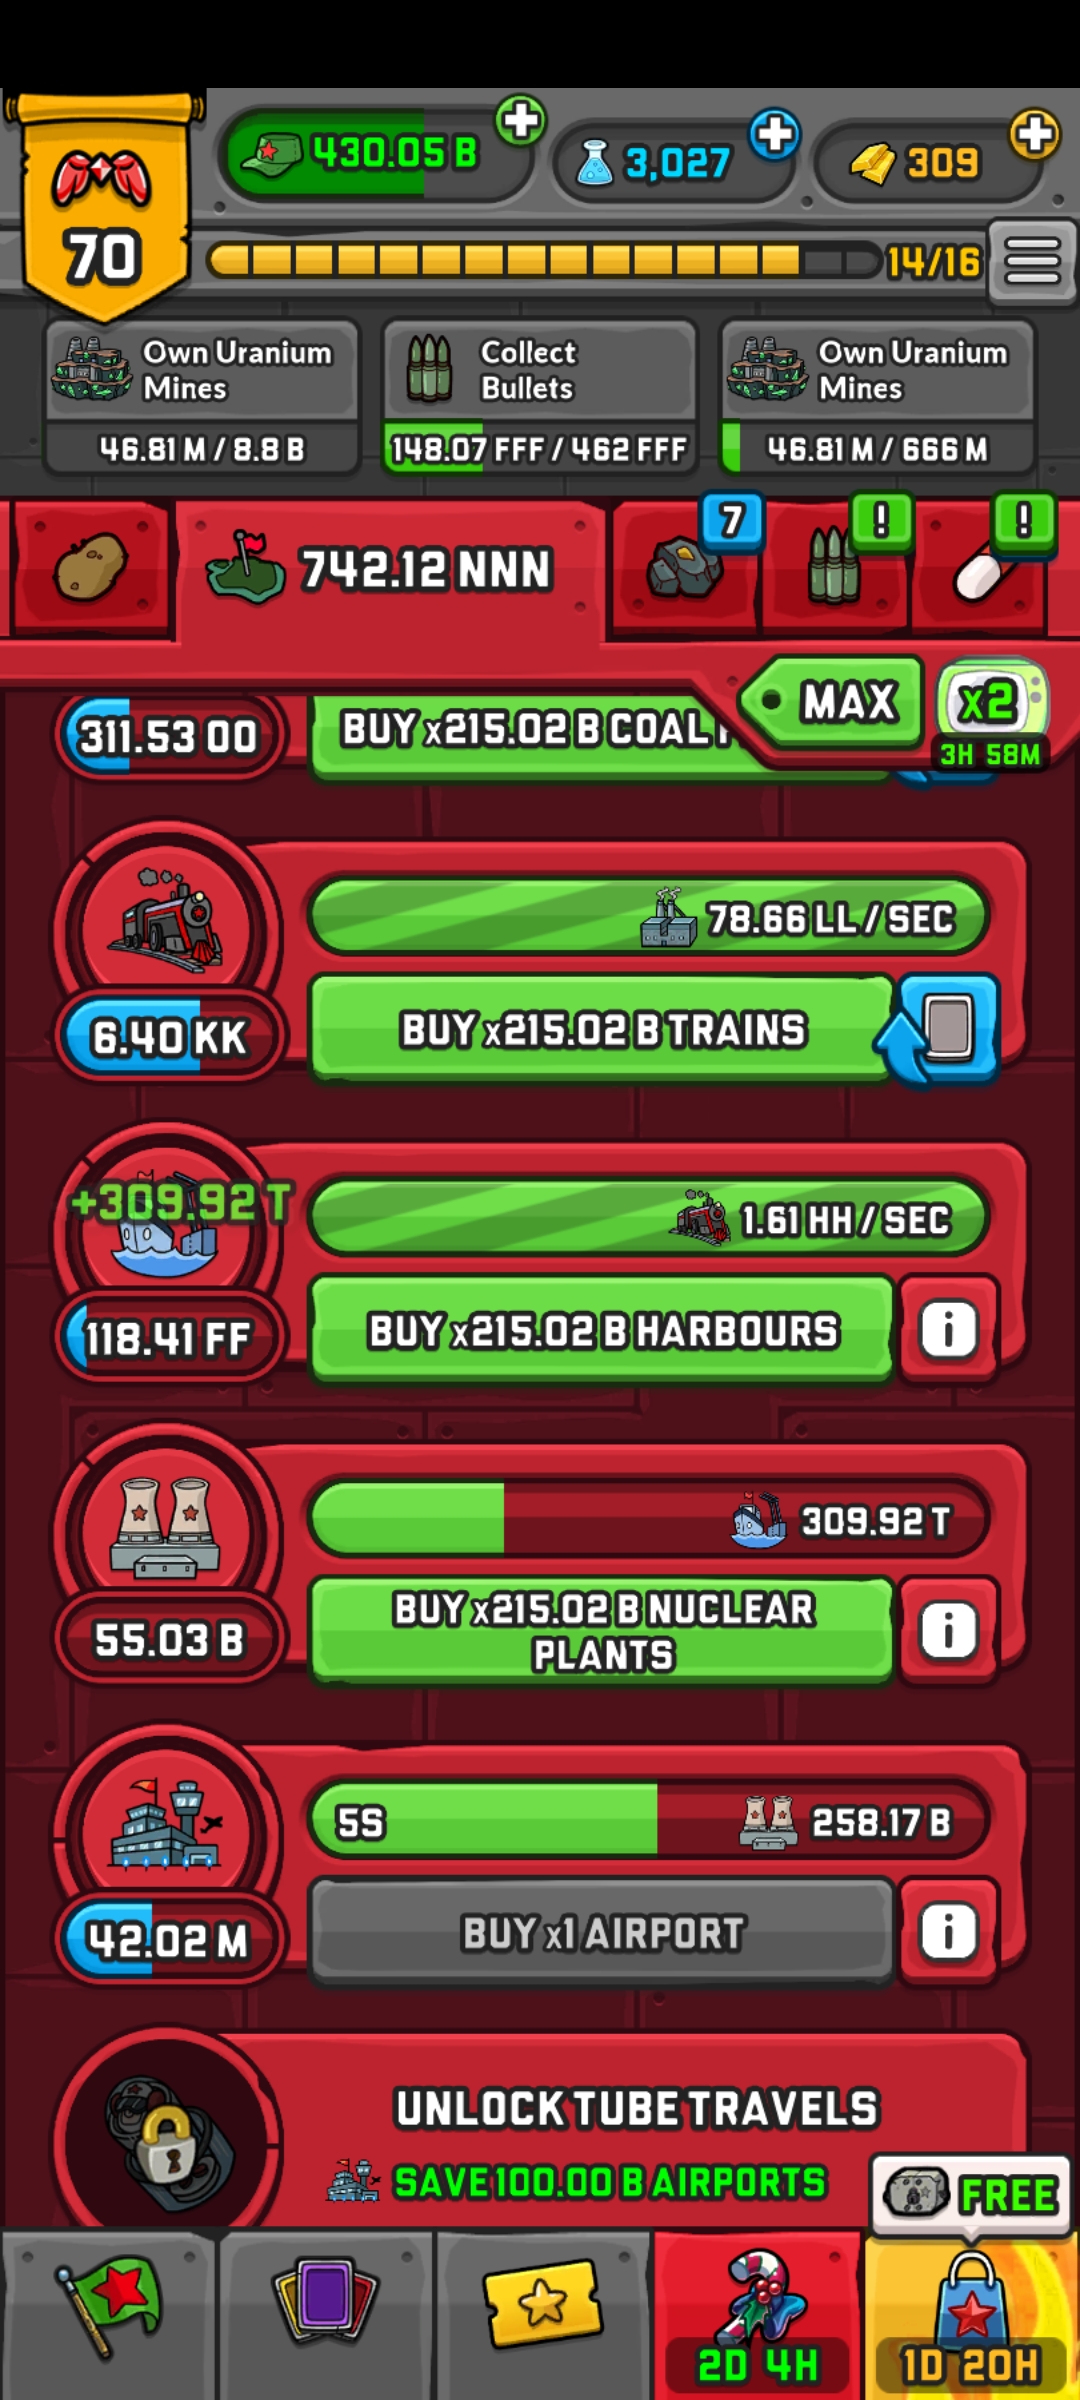 430.05 B
3,027
309
70
14/16
Own Uranium
Mines
46.81 M / 8.8 B
Collect
Bullets
148.07 FFF / 462 FFF
Own Uranium
Mines
46.81 M / 666 M
742.12 NNN
7
!
!
MAX
x2
3H 58M
311.53 OO
BUY x215.02 B COAL
78.66 LL / SEC
6.40 KK
BUY x215.02 B TRAINS
+309.92 T
1.61 HH / SEC
118.41 FF
BUY x215.02 B HARBOURS
i
309.92 T
55.03 B
BUY x215.02 B NUCLEAR
PLANTS
i
5S
258.17 B
42.02 M
BUY x1 AIRPORT
i
UNLOCK TUBE TRAVELS
SAVE 100.00 B AIRPORTS
FREE
2D 4H
1D 20H